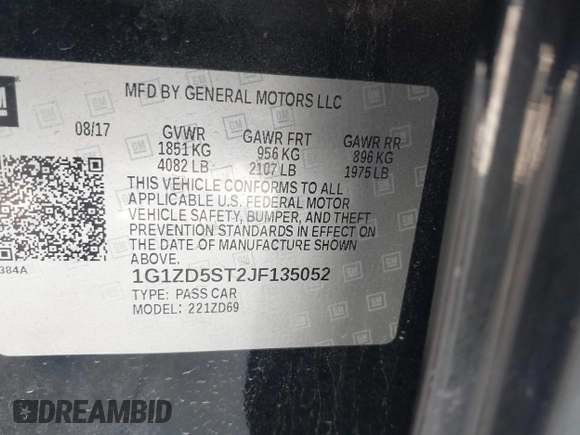 GM
MFD BY GENERAL MOTORS LLC
08/17 GVWR GAWR FRT GAWR RR
1851 KG 956 KG 896 KG
4082 LB 2107 LB 1975 LB
THIS VEHICLE CONFORMS TO ALL
APPLICABLE U.S. FEDERAL MOTOR
VEHICLE SAFETY, BUMPER, AND THEFT
PREVENTION STANDARDS IN EFFECT ON
THE DATE OF MANUFACTURE SHOWN
ABOVE.
384A
1G1ZD5ST2JF135052
TYPE: PASS CAR
MODEL: 221ZD69
DREAMBID